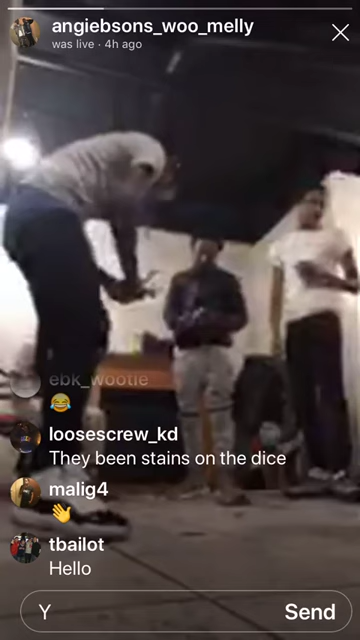 angiebsons_woo_melly
was live · 4h ago
ebk_wootie
😂
loosescrew_kd
They been stains on the dice
malig4
👋
tbailot
Hello
Y
Send